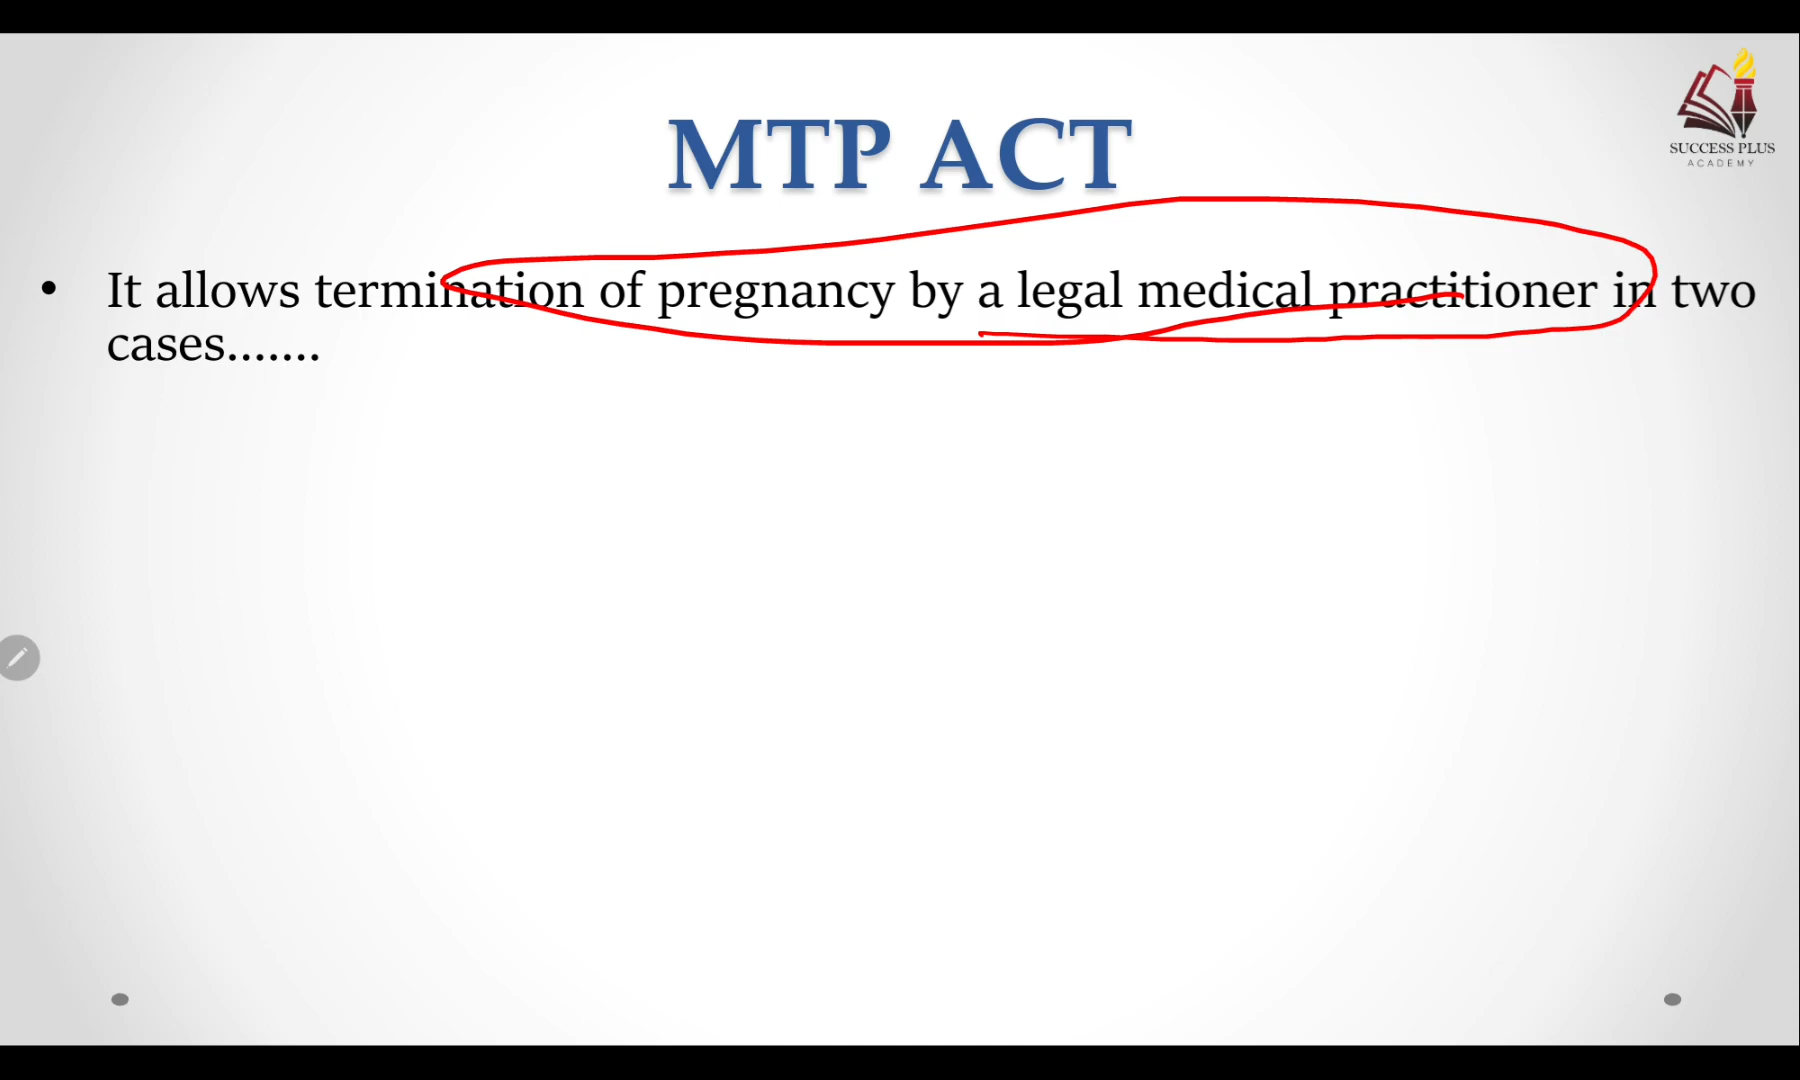 SUCCESS PLUS
ACADEMY
MTP ACT
• It allows termination of pregnancy by a legal medical practitioner in two
cases.......